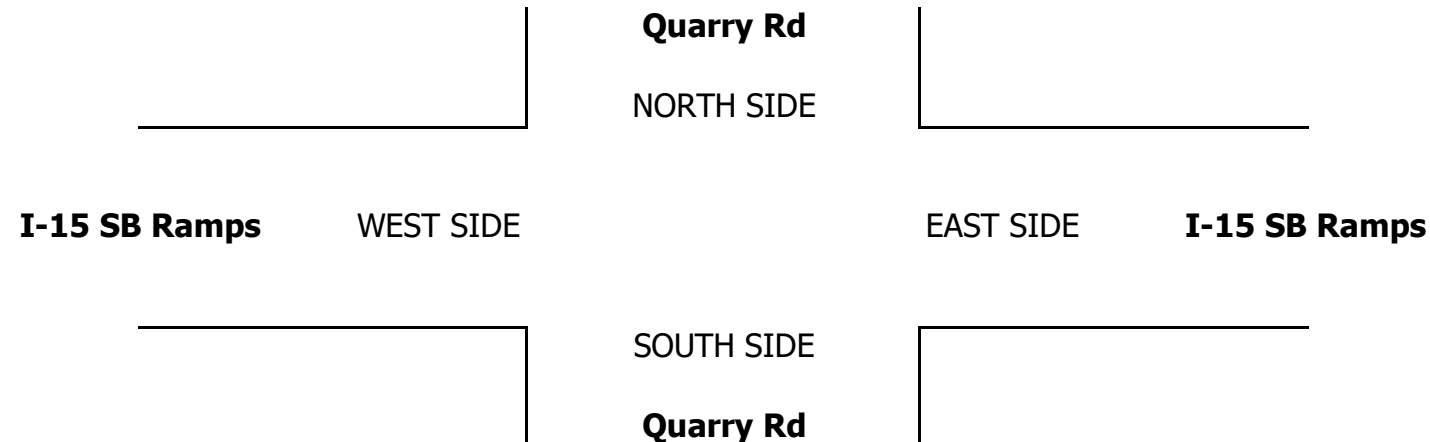 Quarry Rd
NORTH SIDE
I-15 SB Ramps WEST SIDE EAST SIDE I-15 SB Ramps
SOUTH SIDE
Quarry Rd